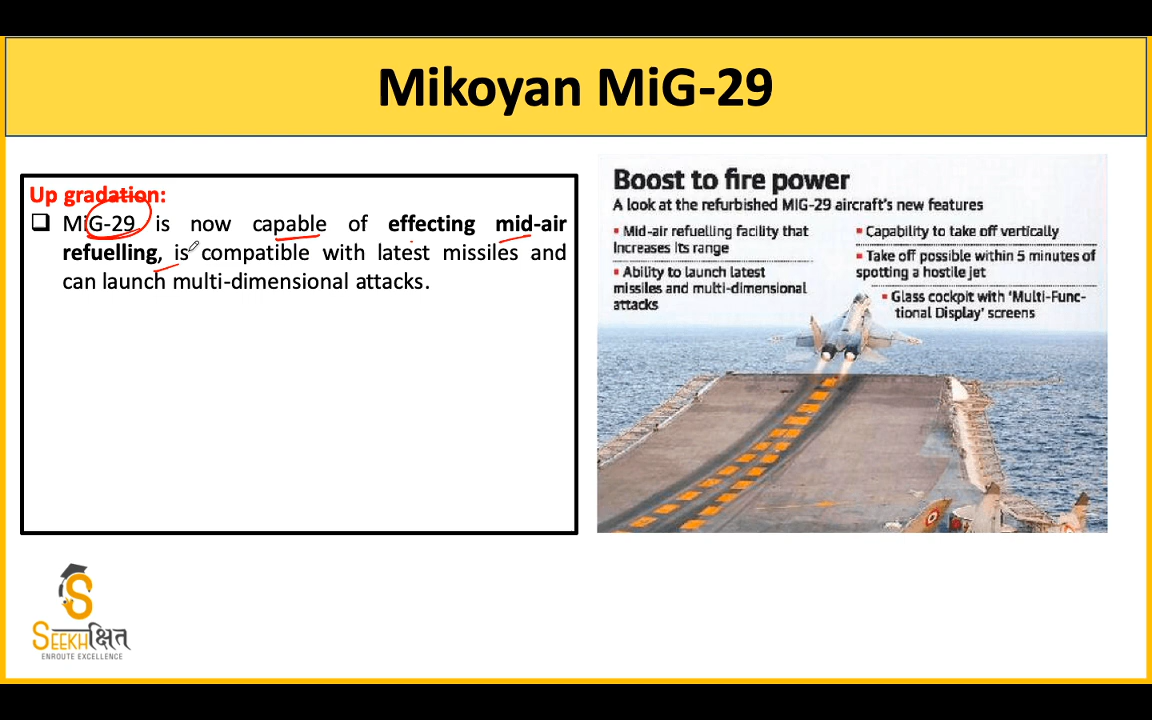 Mikoyan MiG-29
Up gradation:
❑ MiG-29 is now capable of effecting mid-air
refuelling, is compatible with latest missiles and
can launch multi-dimensional attacks.
Boost to fire power
A look at the refurbished MIG-29 aircraft's new features
▪ Mid-air refuelling facility that
increases its range
▪ Ability to launch latest
missiles and multi-dimensional
attacks
▪ Capability to take off vertically
▪ Take off possible within 5 minutes of
spotting a hostile jet
▪ Glass cockpit with 'Multi-Func-
tional Display' screens
S
SEEKHक्षित
ENROUTE EXCELLENCE